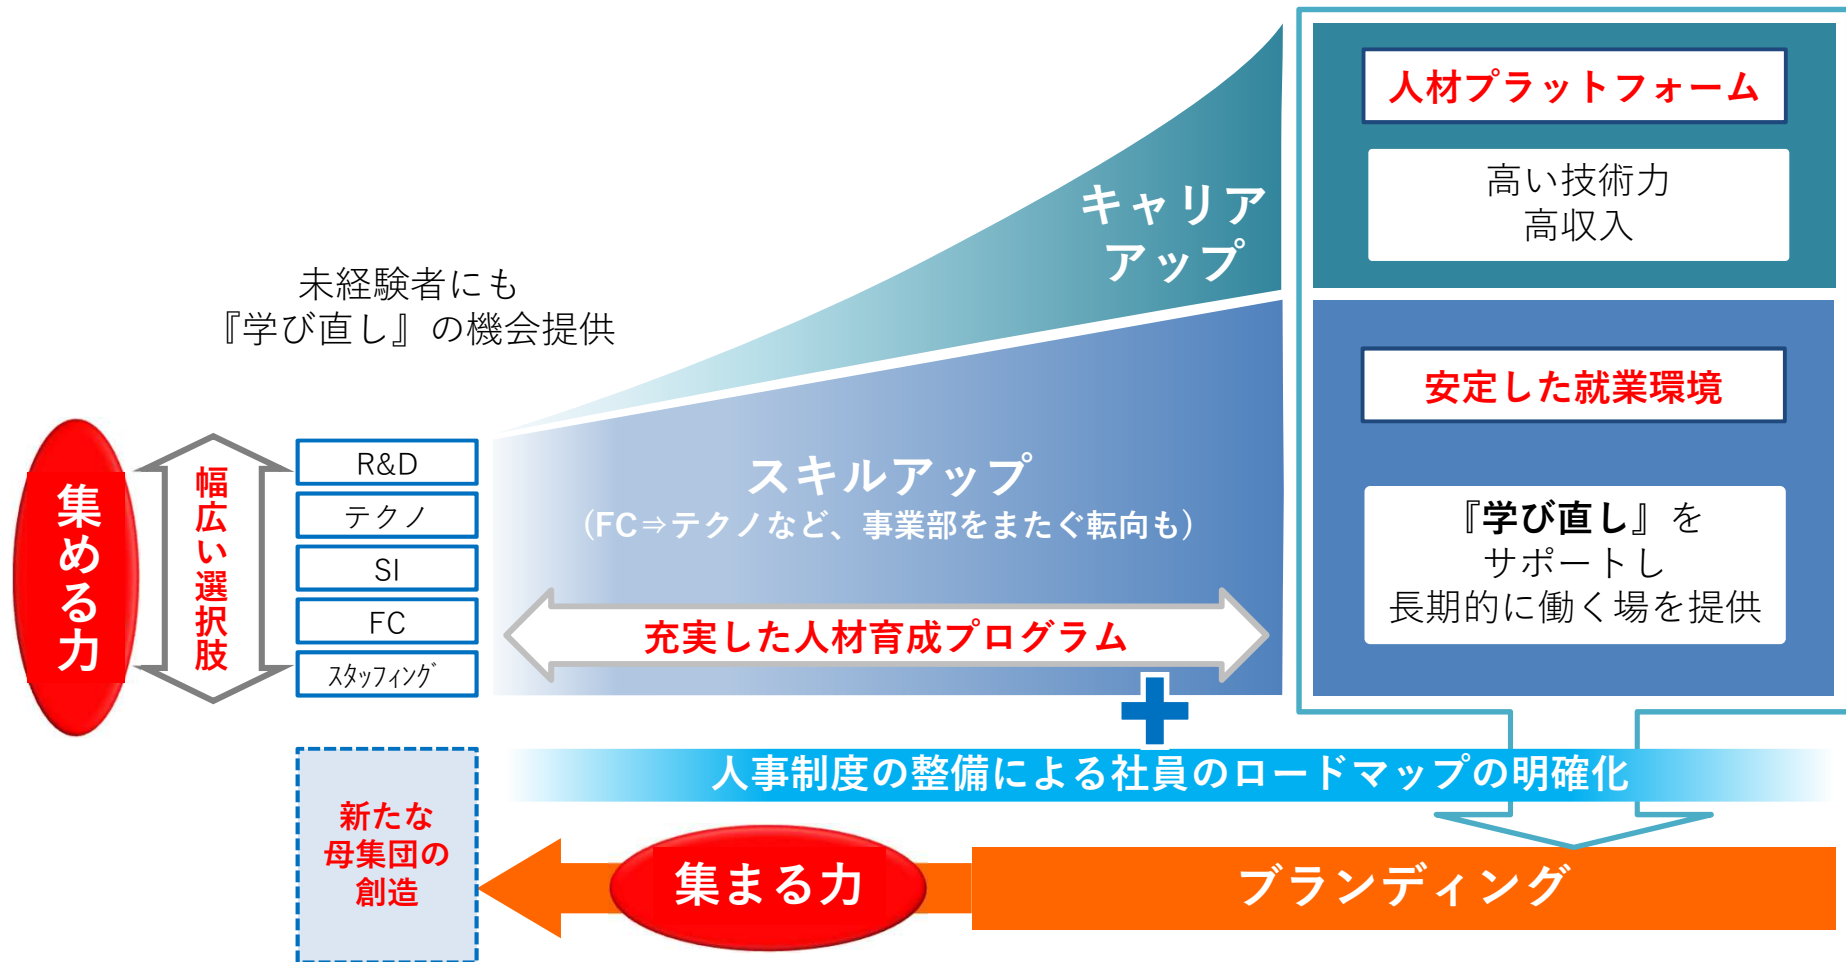 人材プラットフォーム
高い技術力
高収入
キャリア
アップ
未経験者にも
『学び直し』の機会提供
安定した就業環境
『学び直し』を
サポートし
長期的に働く場を提供
集める力
幅広い選択肢
R&D
テクノ
SI
FC
ｽﾀｯﾌｨﾝｸﾞ
スキルアップ
(FC⇒テクノなど、事業部をまたぐ転向も)
充実した人材育成プログラム
人事制度の整備による社員のロードマップの明確化
新たな
母集団の
創造
集まる力
ブランディング